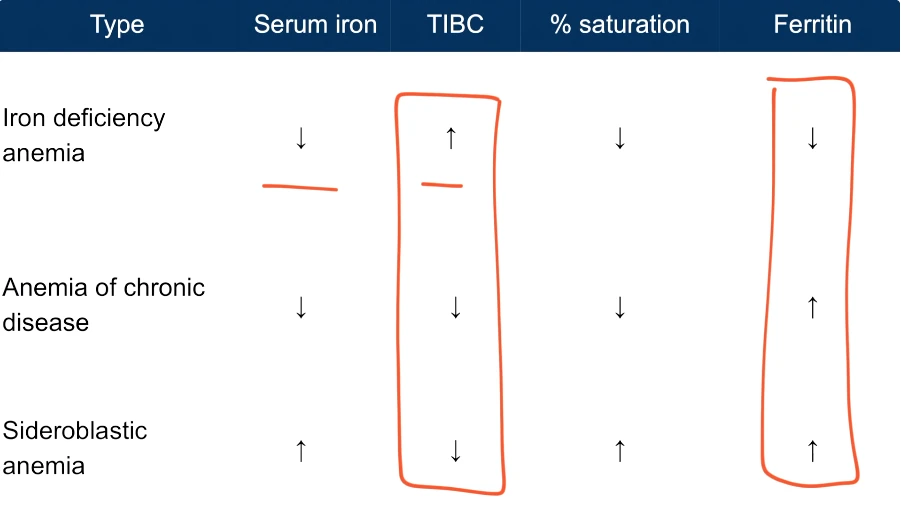 Type Serum iron TIBC % saturation Ferritin
Iron deficiency
anemia ↓ ↑ ↓ ↓
Anemia of chronic
disease ↓ ↓ ↓ ↑
Sideroblastic
anemia ↑ ↓ ↑ ↑